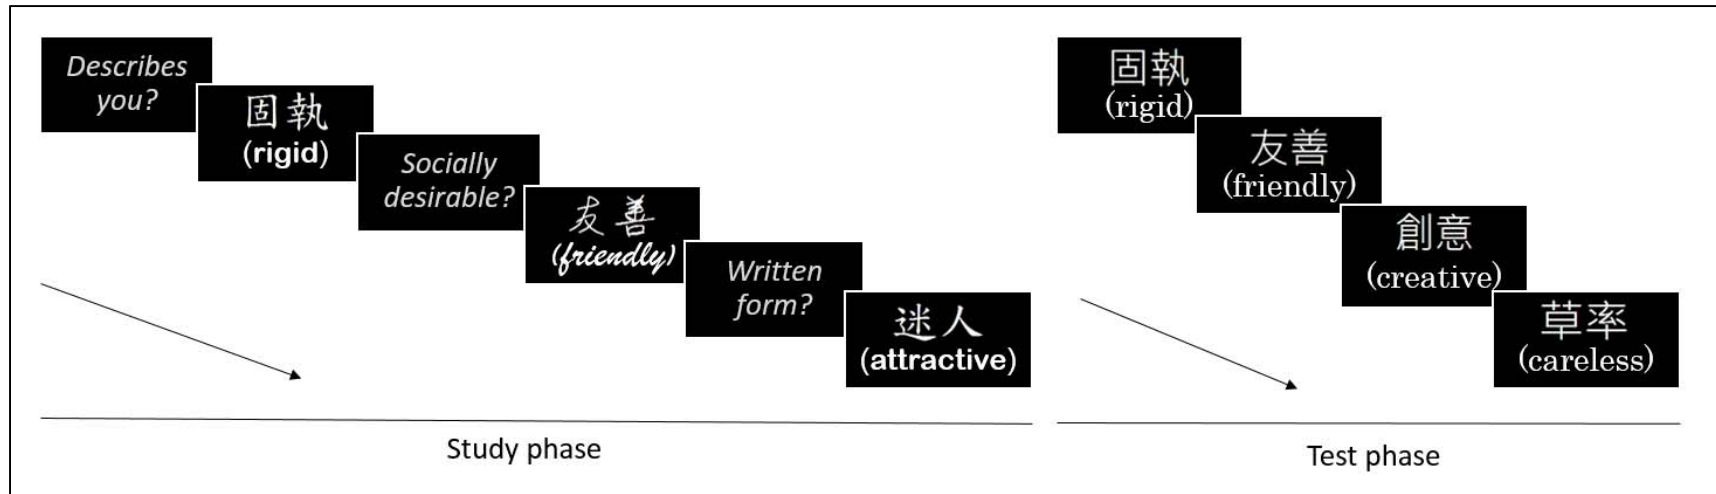 Describes
you?
固執
(rigid)
Socially
desirable?
友善
(friendly)
Written
form?
迷人
(attractive)
Study phase
固執
(rigid)
友善
(friendly)
創意
(creative)
草率
(careless)
Test phase